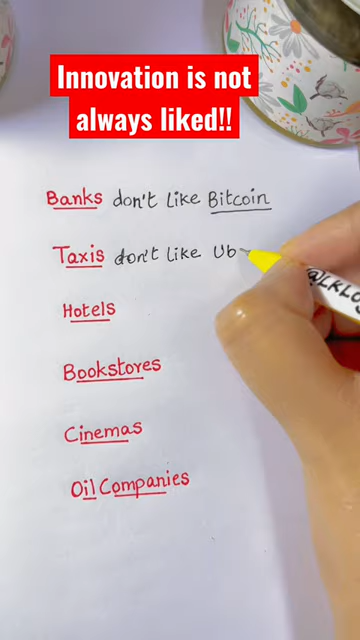 Innovation is not
always liked!!
Banks don't like Bitcoin
Taxis don't like Ub
Hotels
Bookstores
Cinemas
Oil Companies